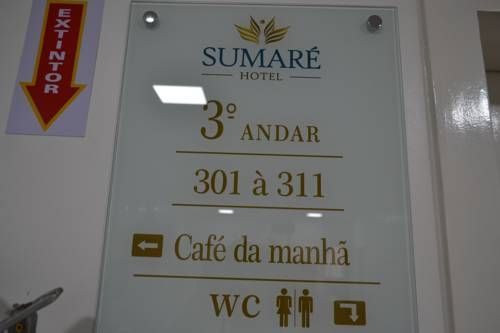 EXTINTOR
SUMARÉ
HOTEL
3º ANDAR
301 à 311
Café da manhã
WC